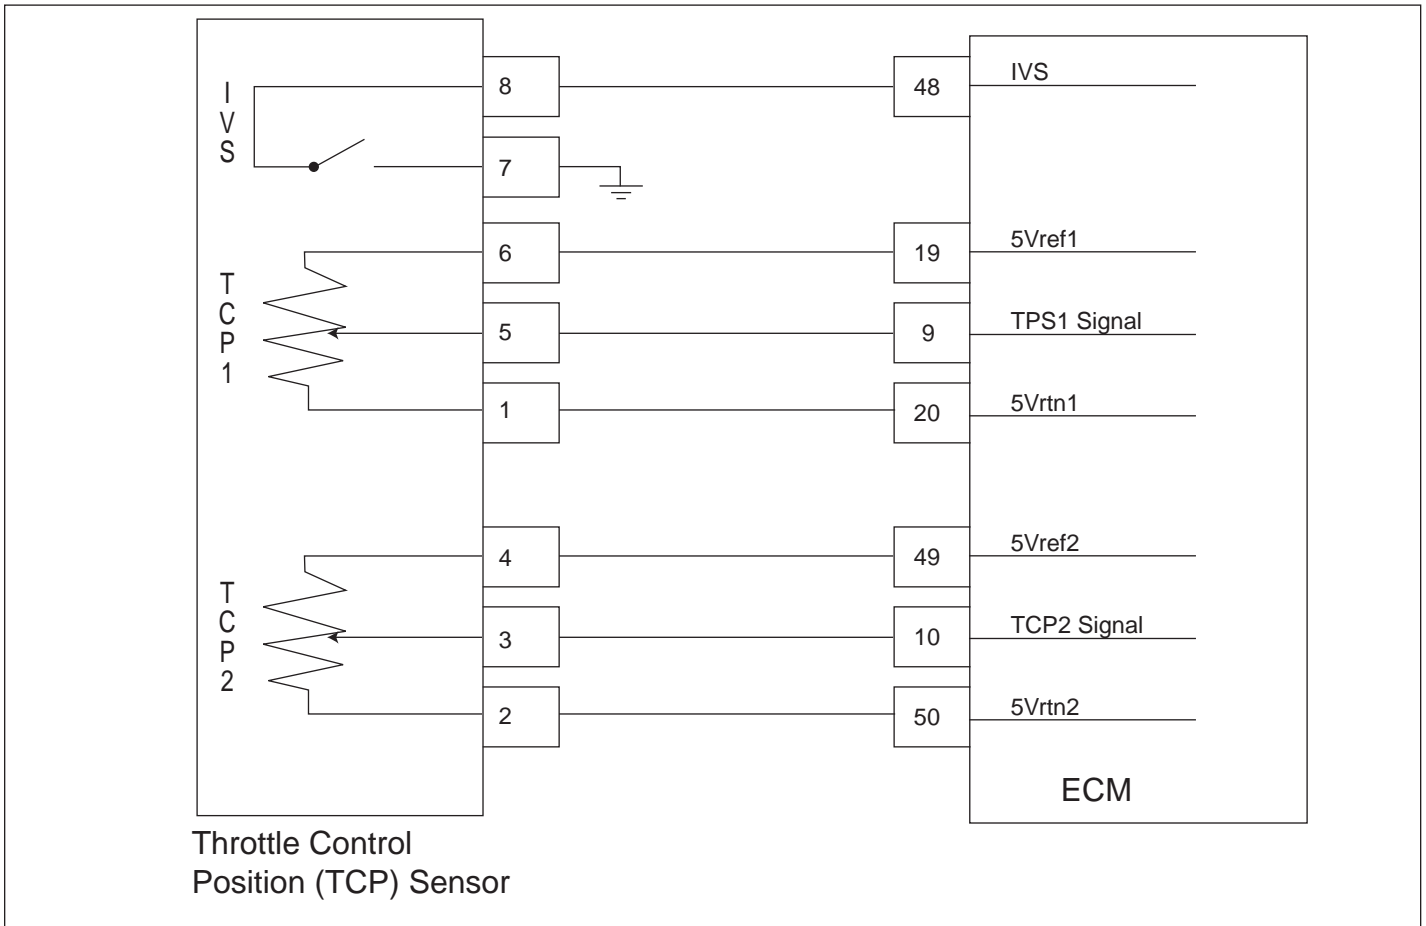 I
V
S
8
48
IVS
7
6
19
5Vref1
T
C
P
1
5
9
TPS1 Signal
1
20
5Vrtn1
4
49
5Vref2
T
C
P
2
3
10
TCP2 Signal
2
50
5Vrtn2
ECM
Throttle Control
Position (TCP) Sensor